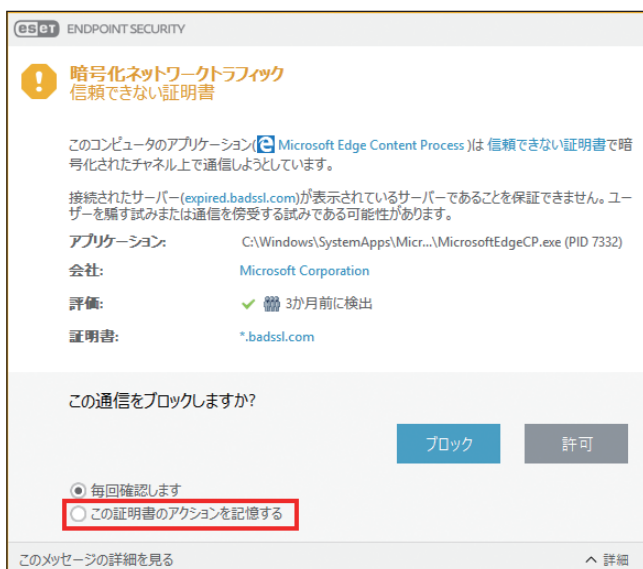 eset ENDPOINT SECURITY
暗号化ネットワークトラフィック
信頼できない証明書
このコンピュータのアプリケーション( Microsoft Edge Content Process )は 信頼できない証明書で暗
号化されたチャネル上で通信しようとしています。
接続されたサーバー(expired.badssl.com)が表示されているサーバーであることを保証できません。ユー
ザーを騙す試みまたは通信を傍受する試みである可能性があります。
アプリケーション: C:\Windows\SystemApps\Micr...\MicrosoftEdgeCP.exe (PID 7332)
会社: Microsoft Corporation
評価: 3か月前に検出
証明書: *.badssl.com
この通信をブロックしますか?
ブロック 許可
毎回確認します
この証明書のアクションを記憶する
このメッセージの詳細を見る 詳細